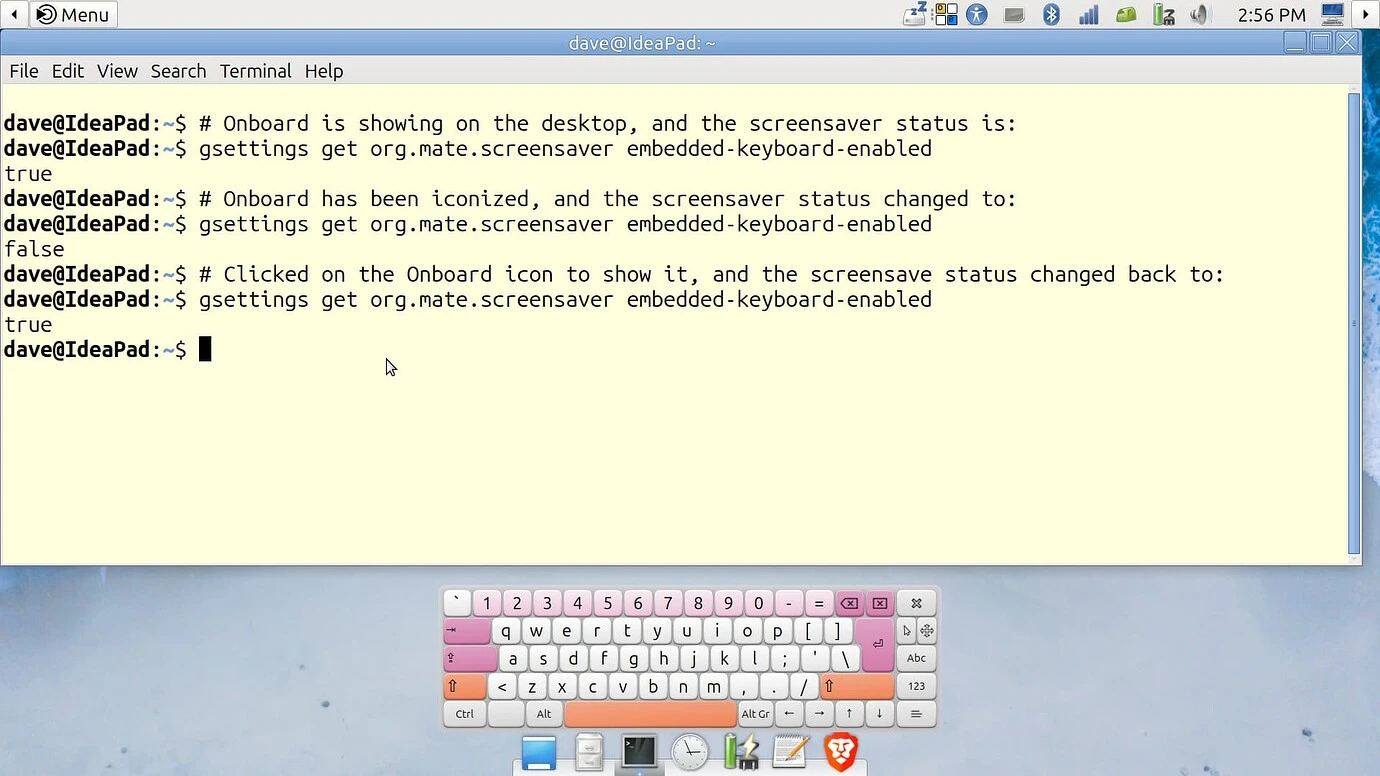 Menu
2:56 PM
dave@IdeaPad: ~
File Edit View Search Terminal Help
dave@IdeaPad:~$ # Onboard is showing on the desktop, and the screensaver status is:
dave@IdeaPad:~$ gsettings get org.mate.screensaver embedded-keyboard-enabled
true
dave@IdeaPad:~$ # Onboard has been iconized, and the screensaver status changed to:
dave@IdeaPad:~$ gsettings get org.mate.screensaver embedded-keyboard-enabled
false
dave@IdeaPad:~$ # Clicked on the Onboard icon to show it, and the screensave status changed back to:
dave@IdeaPad:~$ gsettings get org.mate.screensaver embedded-keyboard-enabled
true
dave@IdeaPad:~$
` 1 2 3 4 5 6 7 8 9 0 - =
q w e r t y u i o p [ ]
a s d f g h j k l ; ' \ Abc
< z x c v b n m , . / 123
Ctrl Alt Alt Gr ← → ↑ ↓